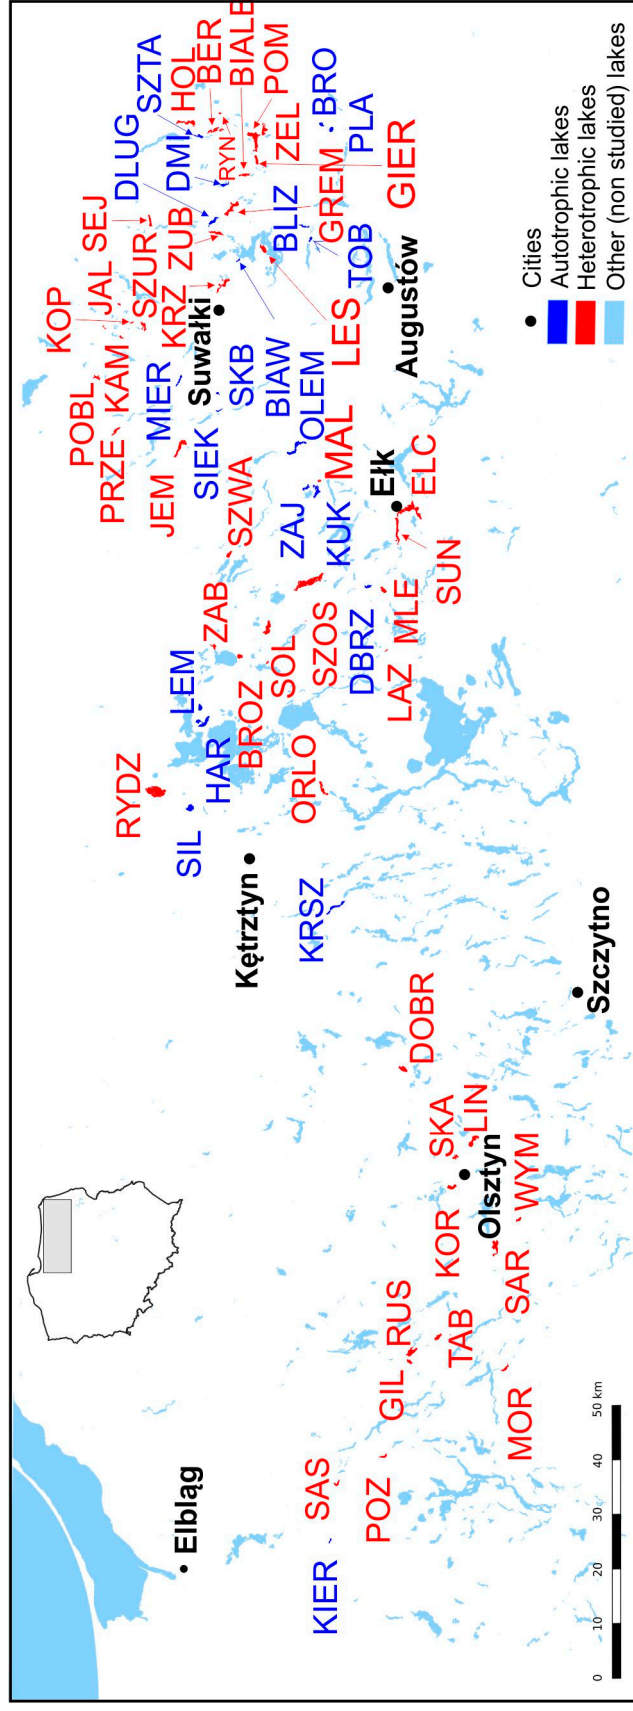 Elbląg
KIER
SAS
POZ
GIL
RUS
TAB
MOR
SAR
KOR
Olsztyn
WYM
SKA
LIN
DOBR
Szczytno
Kętrztyn
KRSZ
RYDZ
SIL
HAR
LEM
BROZ
ORLO
ZAB
SOL
SZOS
DBRZ
LAZ
MLE
SUN
ELC
Ełk
SZWA
ZAJ
KUK
MAL
OLEM
BIAW
SKB
SIEK
JEM
MIER
PRZE
POBL
KAM
KOP
JAL
SEJ
SZUR
KRZ
ZUB
Suwałki
DLUG
SZTA
DMI
HOL
BER
RYN
BIALE
POM
ZEL
BRO
PLA
GIER
GREM
BLIZ
TOB
LES
Augustów
Cities
Autotrophic lakes
Heterotrophic lakes
Other (non studied) lakes
0 10 20 30 40 50 km